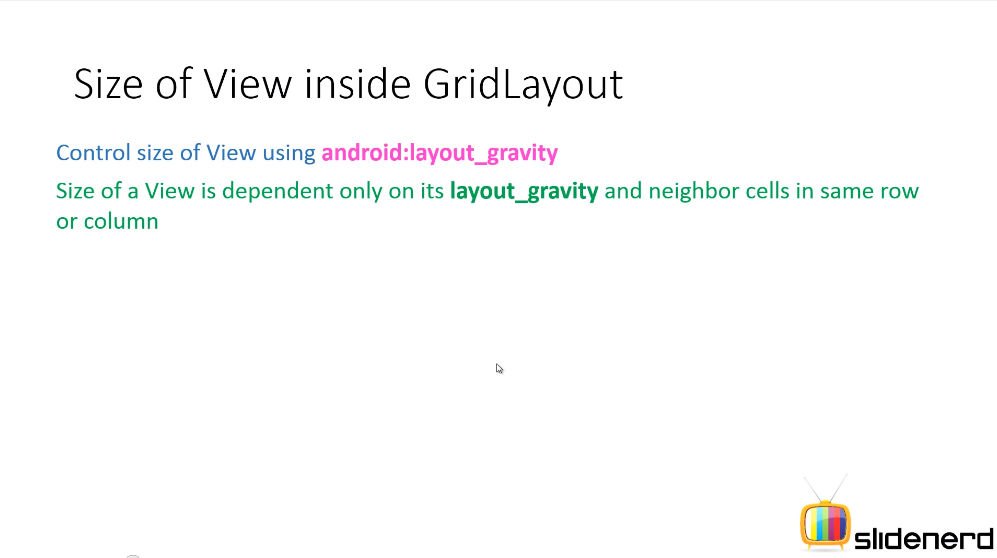 Size of View inside GridLayout
Control size of View using android:layout_gravity
Size of a View is dependent only on its layout_gravity and neighbor cells in same row
or column
slidenerd